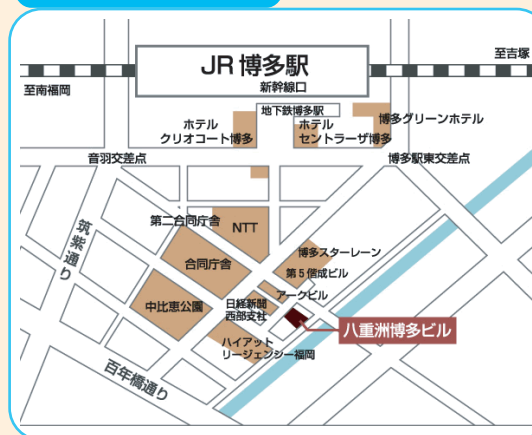 JR博多駅
新幹線口
至吉塚
至南福岡
地下鉄博多駅
ホテル
クリオコート博多
ホテル
セントラーザ博多
博多グリーンホテル
音羽交差点
博多駅東交差点
第二合同庁舎
NTT
筑紫通り
合同庁舎
博多スターレーン
第5偕成ビル
アークビル
中比恵公園
日経新聞
西部支社
八重洲博多ビル
ハイアット
リージェンシー福岡
百年橋通り